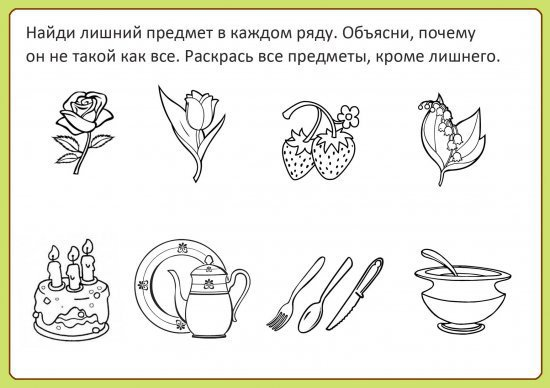 Найди лишний предмет в каждом ряду. Объясни, почему
он не такой как все. Раскрась все предметы, кроме лишнего.